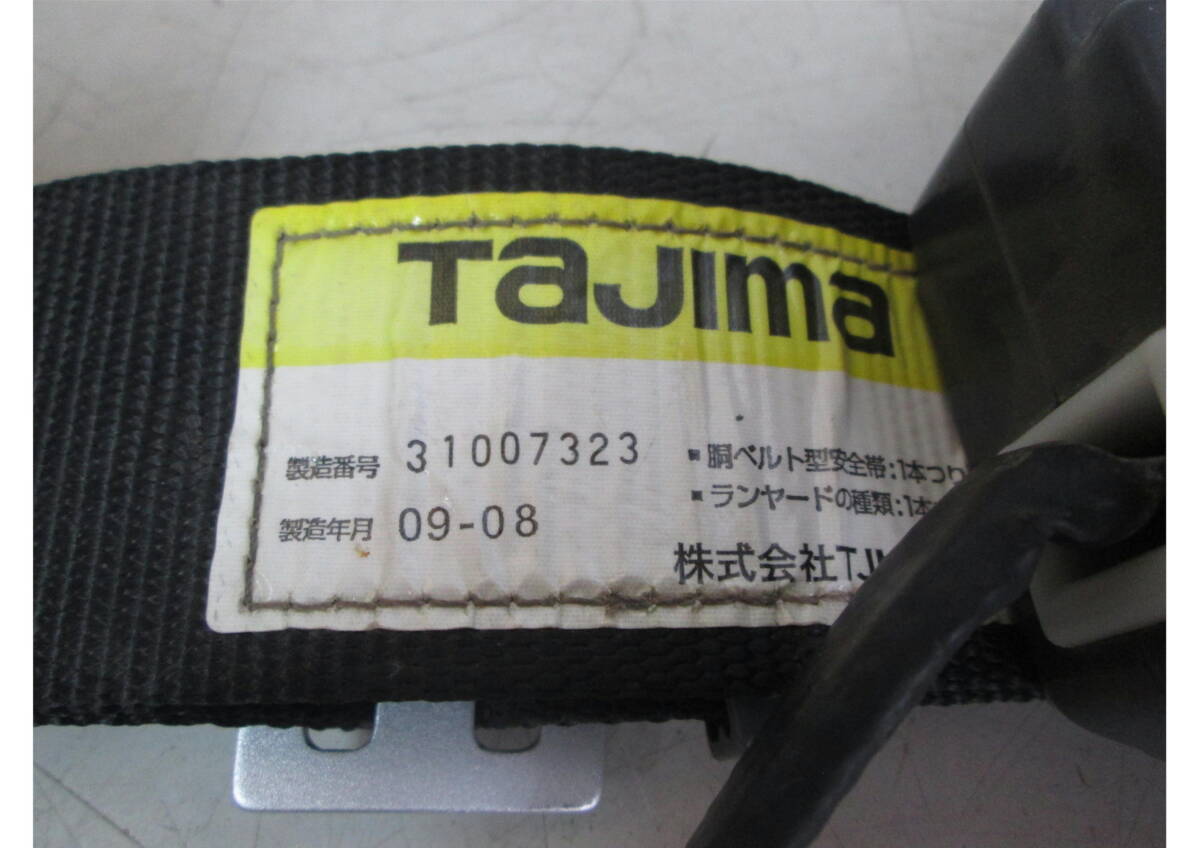 TaJIma
製造番号 31007323
製造年月 09-08
▪胴ベルト型安全帯:1本つり
▪ランヤードの種類:1本
株式会社TJ